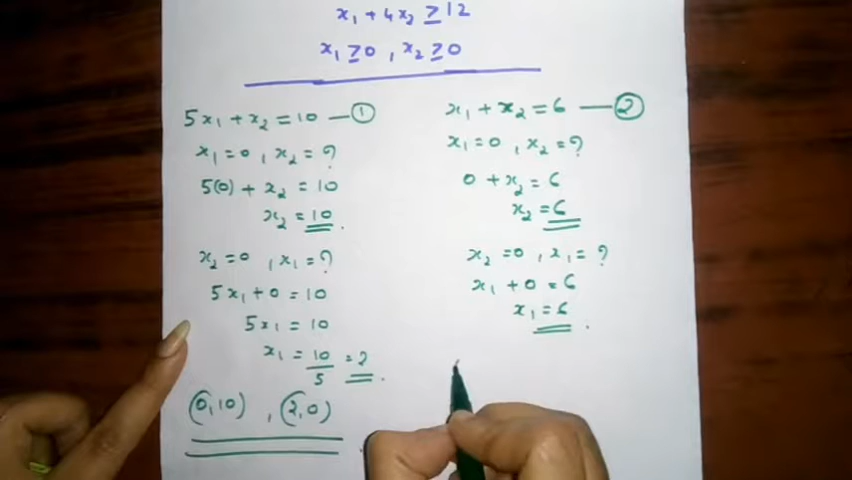 x₁ + 4x₂ ≥ 12
x₁ ≥ 0 , x₂ ≥ 0
5x₁ + x₂ = 10 — ①
x₁ = 0 , x₂ = ?
5(0) + x₂ = 10
x₂ = 10 .
x₂ = 0 , x₁ = ?
5x₁ + 0 = 10
5x₁ = 10
x₁ = 10/5 = 2 .
(0,10) , (2,0)
x₁ + x₂ = 6 — ②
x₁ = 0 , x₂ = ?
0 + x₂ = 6
x₂ = 6
x₂ = 0 , x₁ = ?
x₁ + 0 = 6
x₁ = 6 .